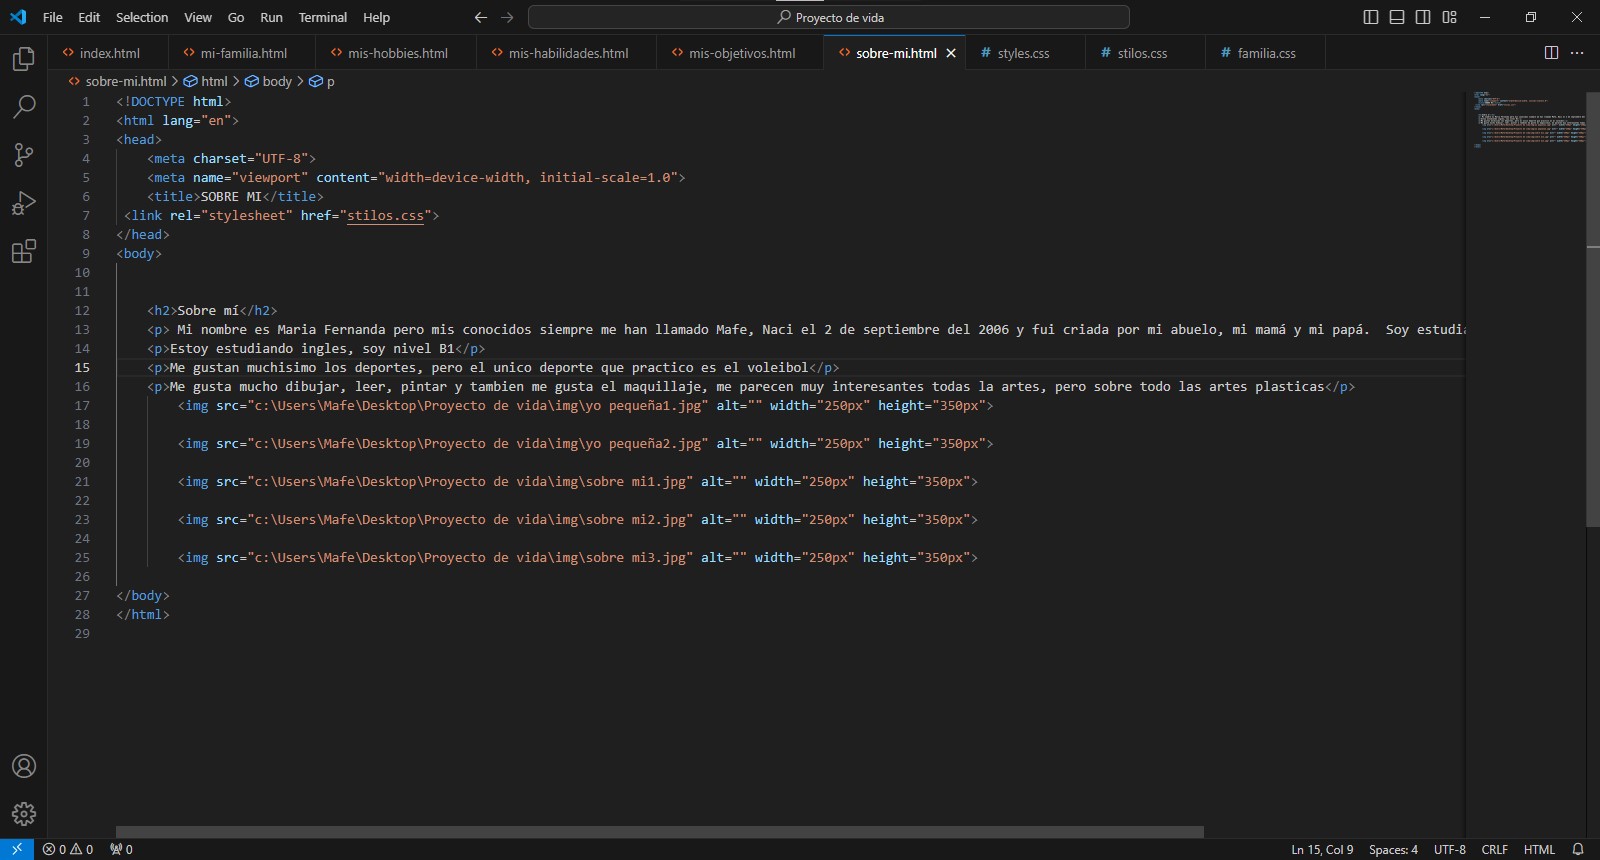 File Edit Selection View Go Run Terminal Help Proyecto de vida
index.html mi-familia.html mis-hobbies.html mis-habilidades.html mis-objetivos.html sobre-mi.html styles.css stilos.css familia.css
sobre-mi.html > html > body > p
1 <!DOCTYPE html>
2 <html lang="en">
3 <head>
4 <meta charset="UTF-8">
5 <meta name="viewport" content="width=device-width, initial-scale=1.0">
6 <title>SOBRE MI</title>
7 <link rel="stylesheet" href="stilos.css">
8 </head>
9 <body>
10
11
12 <h2>Sobre mí</h2>
13 <p> Mi nombre es Maria Fernanda pero mis conocidos siempre me han llamado Mafe, Naci el 2 de septiembre del 2006 y fui criada por mi abuelo, mi mamá y mi papá.  Soy estudia
14 <p>Estoy estudiando ingles, soy nivel B1</p>
15 <p>Me gustan muchisimo los deportes, pero el unico deporte que practico es el voleibol</p>
16 <p>Me gusta mucho dibujar, leer, pintar y tambien me gusta el maquillaje, me parecen muy interesantes todas la artes, pero sobre todo las artes plasticas</p>
17 <img src="c:\Users\Mafe\Desktop\Proyecto de vida\img\yo pequeña1.jpg" alt="" width="250px" height="350px">
18
19 <img src="c:\Users\Mafe\Desktop\Proyecto de vida\img\yo pequeña2.jpg" alt="" width="250px" height="350px">
20
21 <img src="c:\Users\Mafe\Desktop\Proyecto de vida\img\sobre mi1.jpg" alt="" width="250px" height="350px">
22
23 <img src="c:\Users\Mafe\Desktop\Proyecto de vida\img\sobre mi2.jpg" alt="" width="250px" height="350px">
24
25 <img src="c:\Users\Mafe\Desktop\Proyecto de vida\img\sobre mi3.jpg" alt="" width="250px" height="350px">
26
27 </body>
28 </html>
29
0 0 0 Ln 15, Col 9 Spaces: 4 UTF-8 CRLF HTML